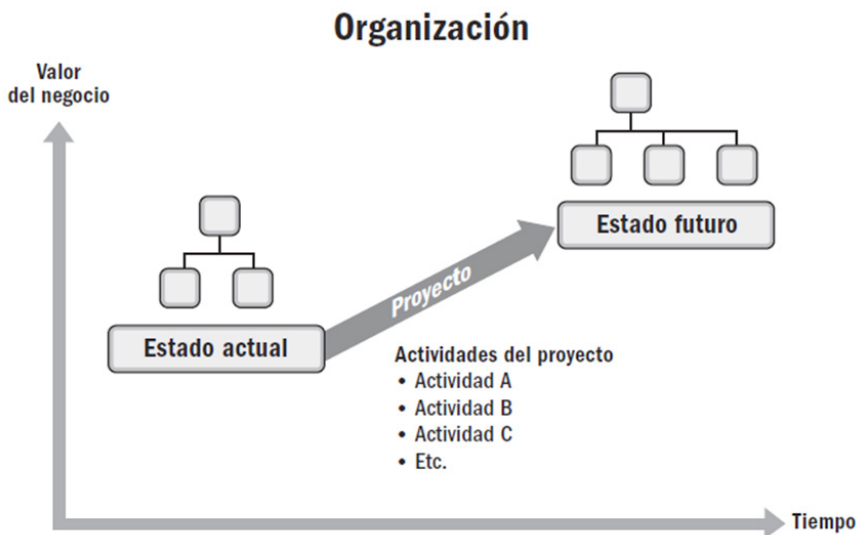 Organización
Valor
del negocio
Estado futuro
Proyecto
Estado actual
Actividades del proyecto
• Actividad A
• Actividad B
• Actividad C
• Etc.
Tiempo